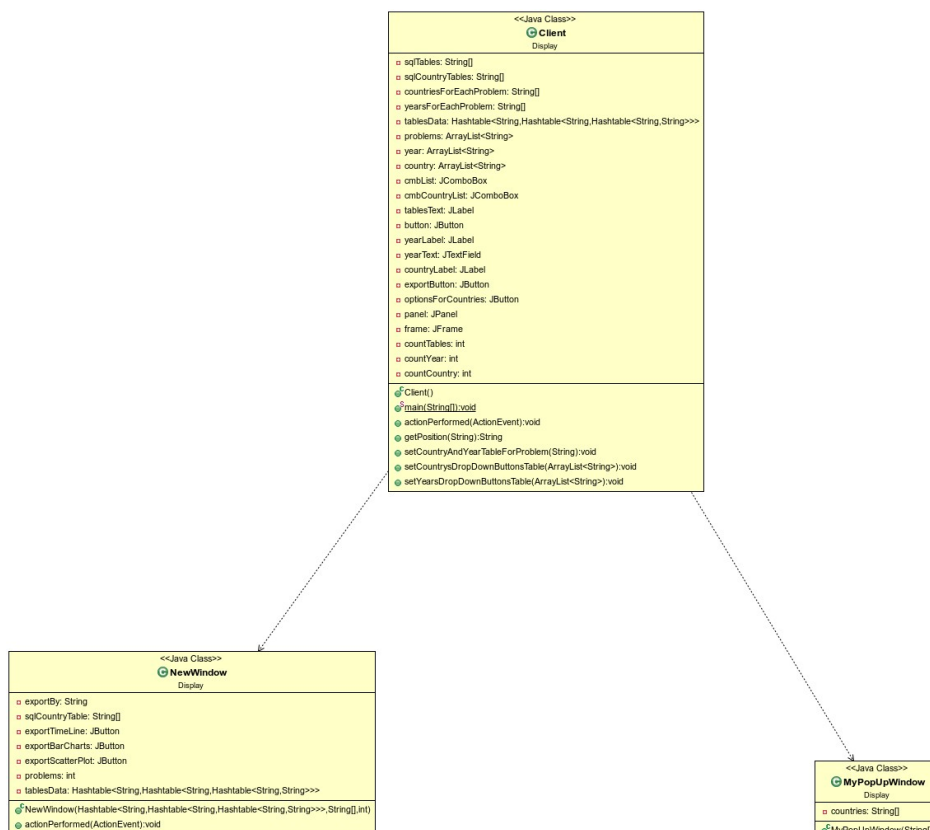 <<Java Class>>
Client
Display
sqlTables: String[]
sqlCountryTables: String[]
countriesForEachProblem: String[]
yearsForEachProblem: String[]
tablesData: Hashtable<String,Hashtable<String,Hashtable<String,String>>>
problems: ArrayList<String>
year: ArrayList<String>
country: ArrayList<String>
cmbList: JComboBox
cmbCountryList: JComboBox
tablesText: JLabel
button: JButton
yearLabel: JLabel
yearText: JTextField
countryLabel: JLabel
exportButton: JButton
optionsForCountries: JButton
panel: JPanel
frame: JFrame
countTables: int
countYear: int
countCountry: int
Client()
main(String[]):void
actionPerformed(ActionEvent):void
getPosition(String):String
setCountryAndYearTableForProblem(String):void
setCountrysDropDownButtonsTable(ArrayList<String>):void
setYearsDropDownButtonsTable(ArrayList<String>):void
<<Java Class>>
NewWindow
Display
exportBy: String
sqlCountryTable: String[]
exportTimeLine: JButton
exportBarCharts: JButton
exportScatterPlot: JButton
problems: int
tablesData: Hashtable<String,Hashtable<String,Hashtable<String,String>>>
NewWindow(Hashtable<String,Hashtable<String,Hashtable<String,String>>>,String[],int)
actionPerformed(ActionEvent):void
<<Java Class>>
MyPopUpWindow
Display
countries: String[]
MyPopUpWindow(String[